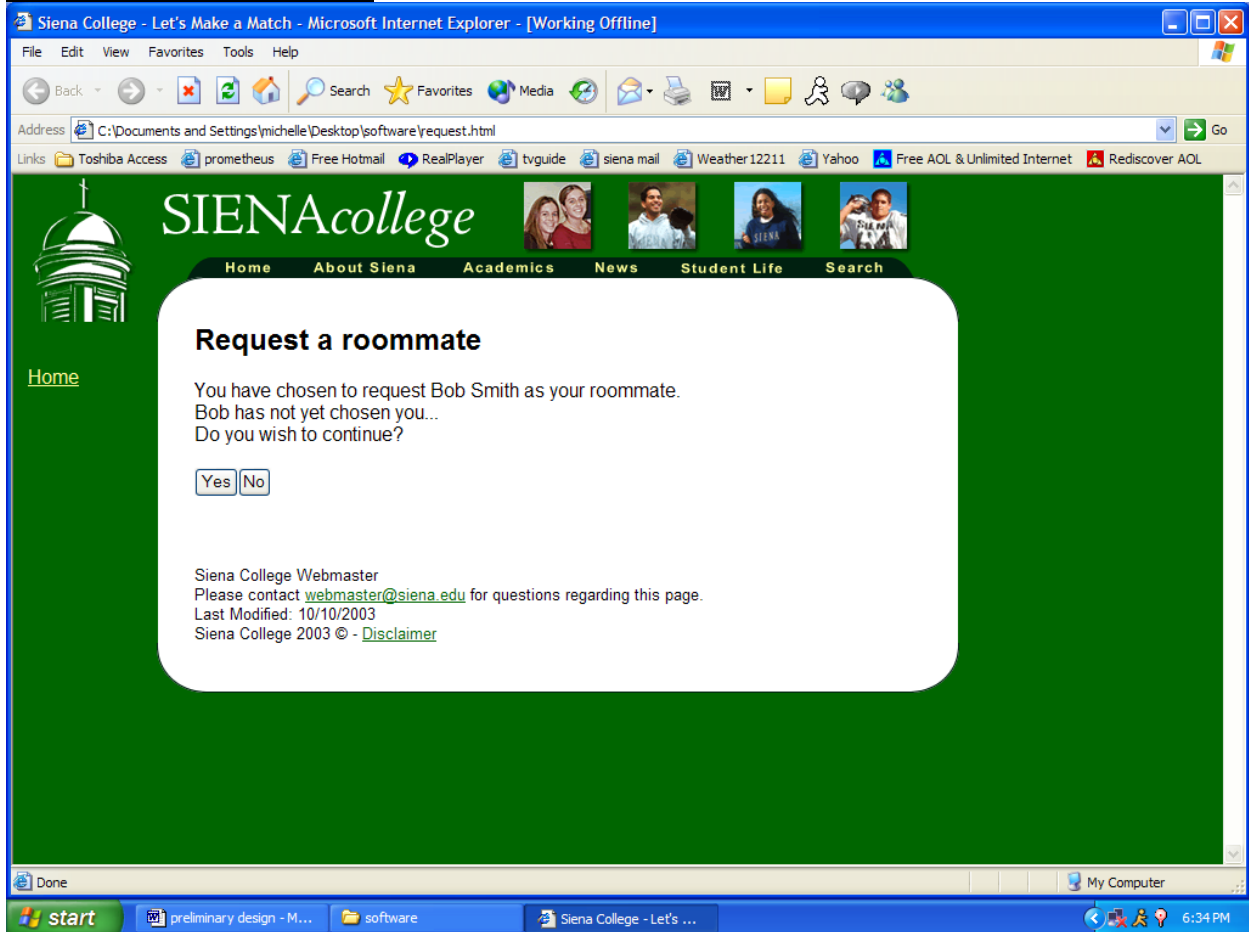 Siena College - Let's Make a Match - Microsoft Internet Explorer - [Working Offline]
File Edit View Favorites Tools Help
Back Search Favorites Media
Address C:\Documents and Settings\michelle\Desktop\software\request.html Go
Links Toshiba Access prometheus Free Hotmail RealPlayer tvguide siena mail Weather 12211 Yahoo Free AOL & Unlimited Internet Rediscover AOL
SIENAcollege
Home About Siena Academics News Student Life Search
Home
Request a roommate
You have chosen to request Bob Smith as your roommate.
Bob has not yet chosen you...
Do you wish to continue?
Yes No
Siena College Webmaster
Please contact webmaster@siena.edu for questions regarding this page.
Last Modified: 10/10/2003
Siena College 2003 © - Disclaimer
Done My Computer
start preliminary design - M... software Siena College - Let's ... 6:34 PM